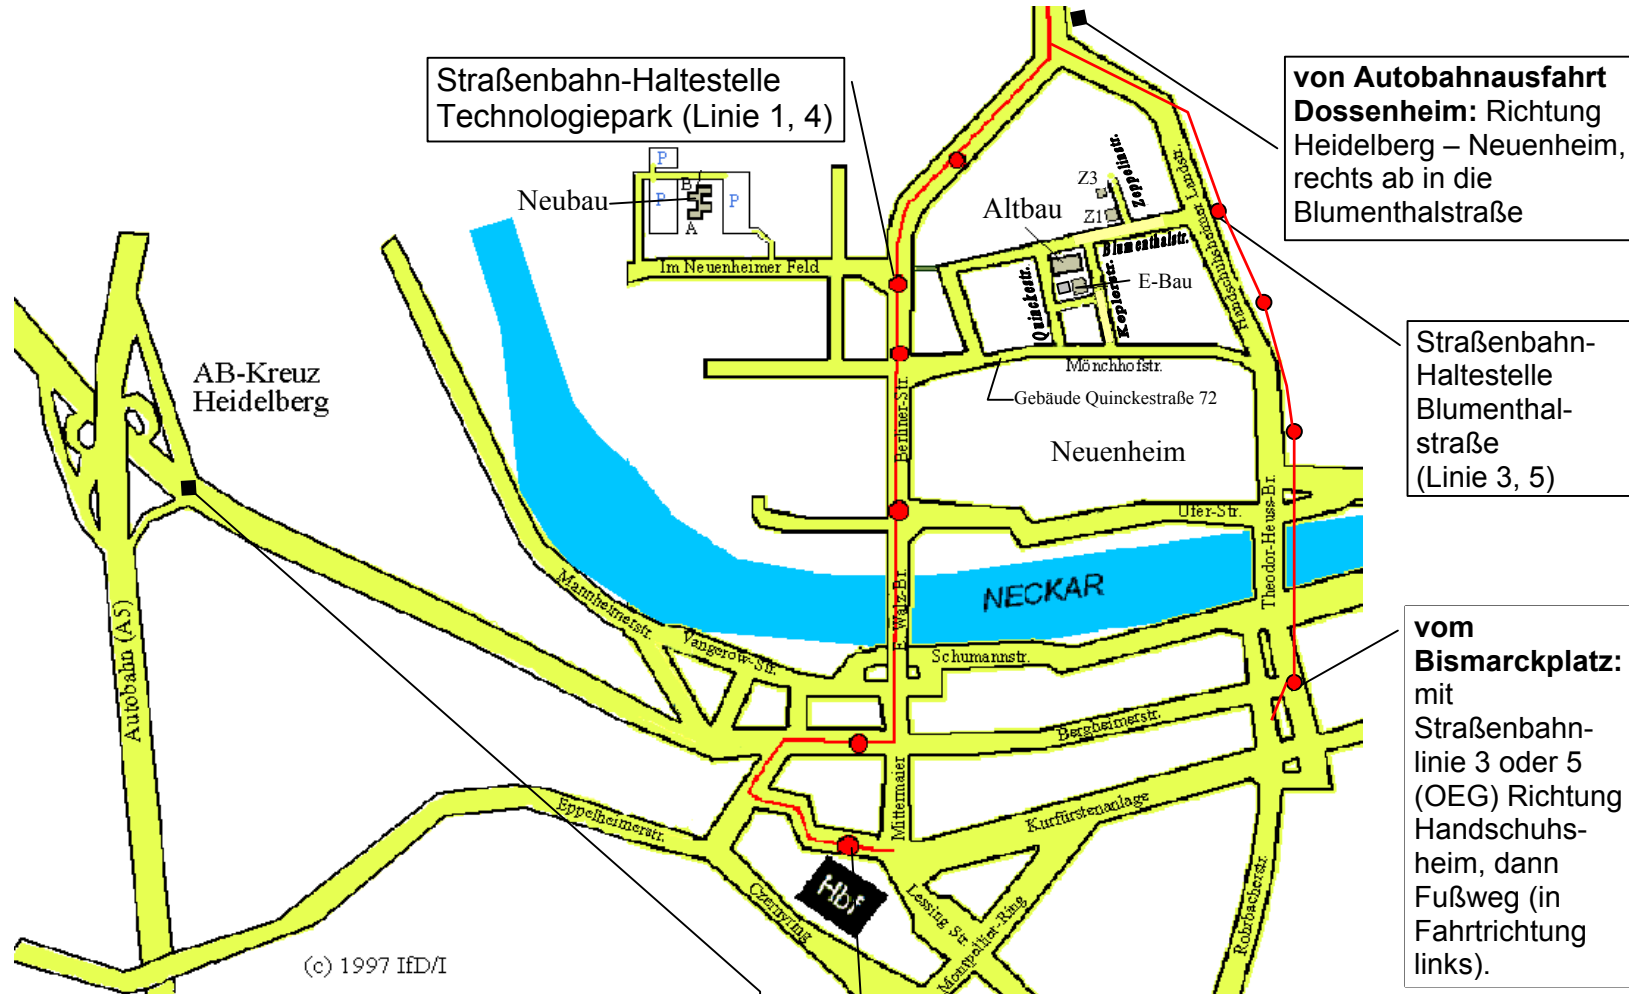 Straßenbahn-Haltestelle
Technologiepark (Linie 1, 4)
von Autobahnausfahrt
Dossenheim: Richtung
Heidelberg – Neuenheim,
rechts ab in die
Blumenthalstraße
P
B
P
P
A
Neubau
Im Neuenheimer Feld
Z3
Z1
Zeppelinstr.
Altbau
Blumenthalstr.
E-Bau
Quinckestr.
Keplerstr.
Handschuhsheimer Landstr.
Mönchhofstr.
Gebäude Quinckestraße 72
Straßenbahn-
Haltestelle
Blumenthal-
straße
(Linie 3, 5)
AB-Kreuz
Heidelberg
Berliner-Str.
Neuenheim
Ufer-Str.
Theodor-Heuss-Br.
NECKAR
E. Walz-Br.
Mannheimerstr.
Vangerow-Str.
Schumannstr.
Autobahn (A5)
Bergheimerstr.
Mittermaier
Kurfürstenanlage
Eppelheimerstr.
Hbf
Czernyring
Lessing Str
Montpellier-Ring
Rohrbacherstr.
vom
Bismarckplatz:
mit
Straßenbahn-
linie 3 oder 5
(OEG) Richtung
Handschuhs-
heim, dann
Fußweg (in
Fahrtrichtung
links).
(c) 1997 IfD/I